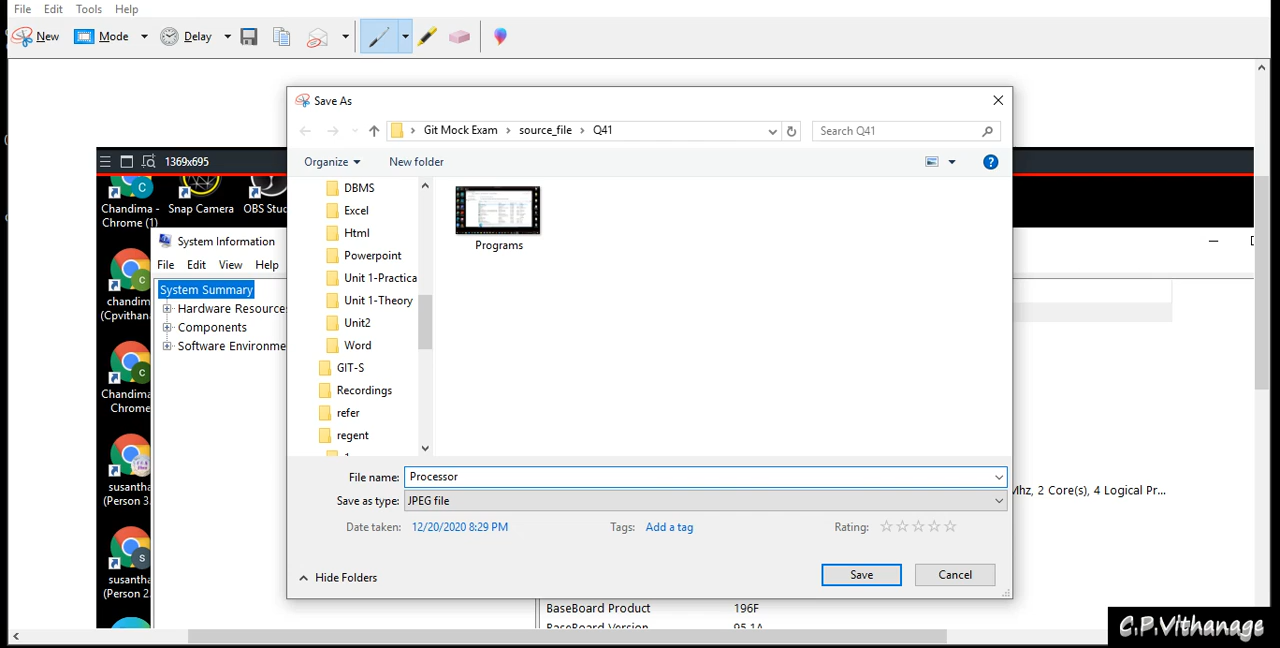 File Edit Tools Help
New Mode Delay
Save As
Git Mock Exam > source_file > Q41
Search Q41
Organize New folder
1369x695
Chandima -
Chrome (1)
Snap Camera
OBS Stud
System Information
File Edit View Help
System Summary
Hardware Resource
Components
Software Environme
chandim
(Cpvithan
Chandima
Chrome
susantha
(Person 3
susantha
(Person 2
DBMS
Excel
Html
Powerpoint
Unit 1-Practica
Unit 1-Theory
Unit2
Word
GIT-S
Recordings
refer
regent
Programs
File name: Processor
Save as type: JPEG file
Date taken: 12/20/2020 8:29 PM
Tags: Add a tag
Rating:
Hide Folders
Save
Cancel
Mhz, 2 Core(s), 4 Logical Pr...
BaseBoard Product 196F
BaseBoard Version 95.1A
C.P.Vithanage